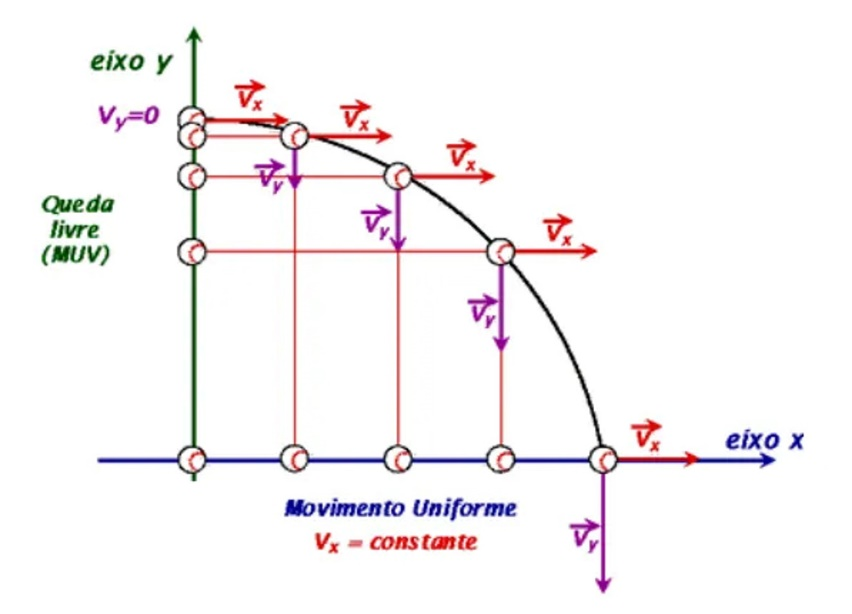 eixo y
Vy=0
Vx
Vx
Vy
Vx
Queda
livre
(MUV)
Vy
Vx
Vy
Vx
eixo x
Movimento Uniforme
Vx = constante
Vy